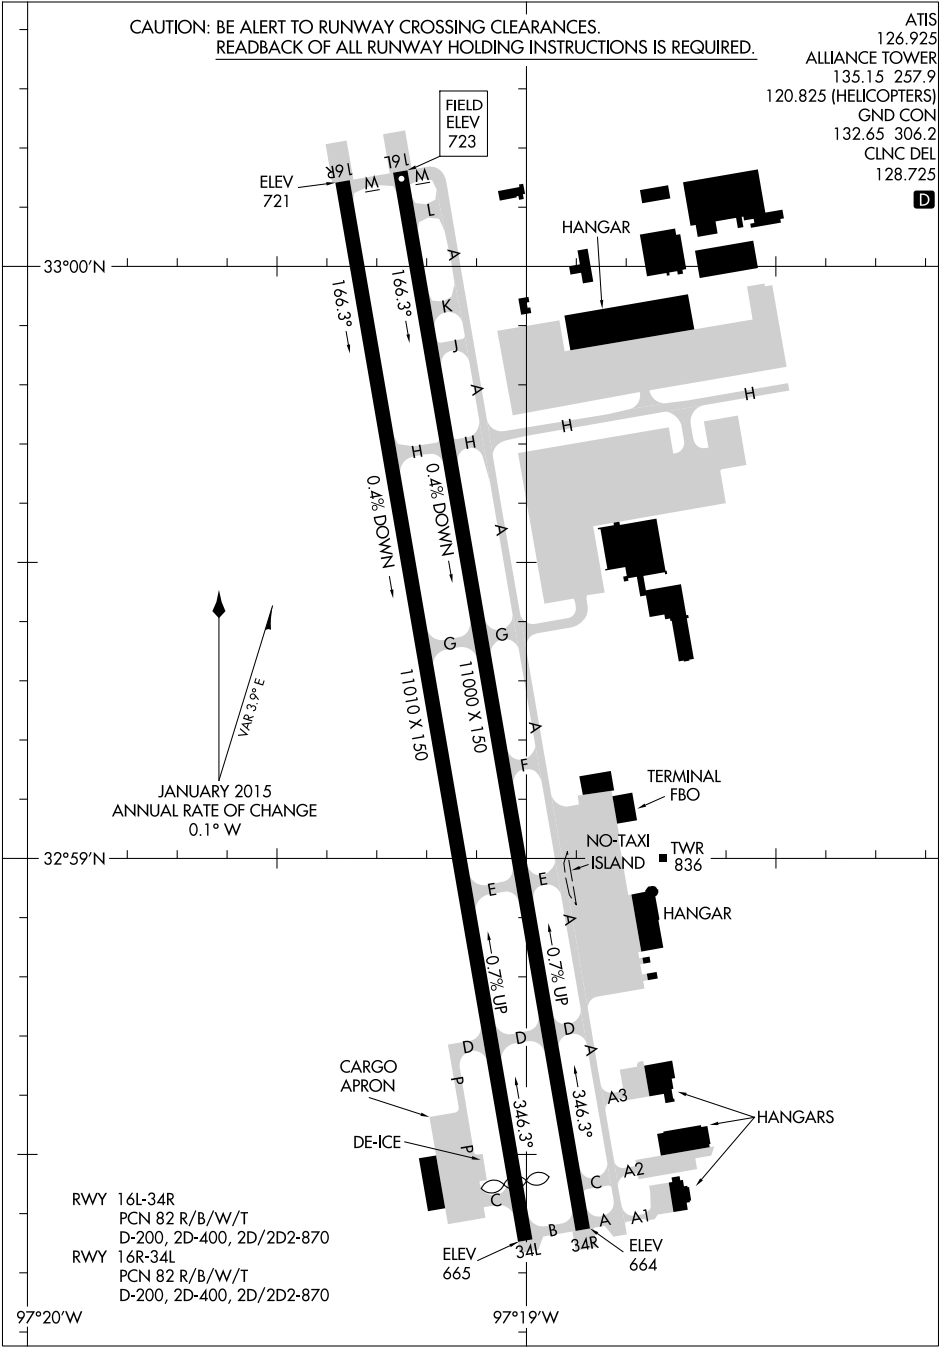 CAUTION: BE ALERT TO RUNWAY CROSSING CLEARANCES.
READBACK OF ALL RUNWAY HOLDING INSTRUCTIONS IS REQUIRED.
ATIS
126.925
ALLIANCE TOWER
135.15 257.9
120.825 (HELICOPTERS)
GND CON
132.65 306.2
CLNC DEL
128.725
D
FIELD
ELEV
723
16R
16L
ELEV
721
W
W
L
A
HANGAR
33°00'N
166.3°
166.3°
K
J
A
H
H
H
H
0.4% DOWN
0.4% DOWN
A
G
G
VAR 3.9° E
11010 X 150
11000 X 150
A
F
JANUARY 2015
ANNUAL RATE OF CHANGE
0.1° W
TERMINAL
FBO
NO-TAXI
ISLAND
TWR
836
32°59'N
E
E
A
HANGAR
0.7% UP
0.7% UP
D
D
D
A
P
CARGO
APRON
346.3°
346.3°
A3
HANGARS
DE-ICE
P
C
C
A2
B
A
A1
34L
34R
ELEV
665
ELEV
664
RWY 16L-34R
PCN 82 R/B/W/T
D-200, 2D-400, 2D/2D2-870
RWY 16R-34L
PCN 82 R/B/W/T
D-200, 2D-400, 2D/2D2-870
97°20'W
97°19'W